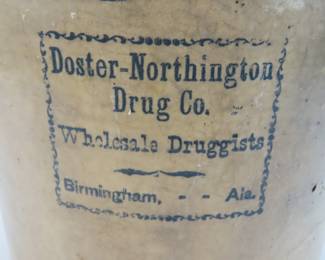 Doster-Northington
Drug Co.
Wholesale Druggists
Birmingham, - - Ala.